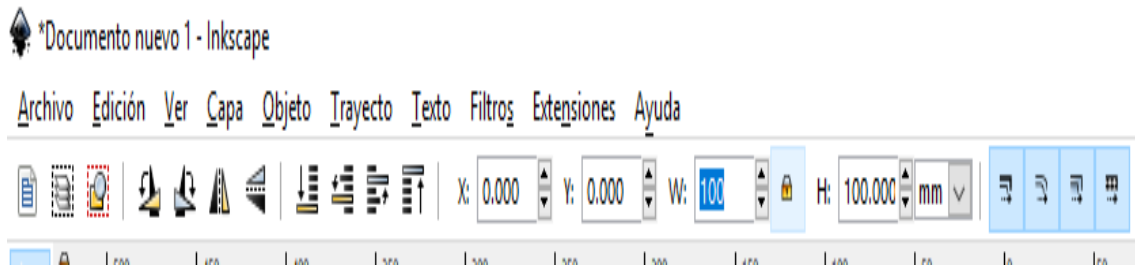 *Documento nuevo 1 - Inkscape
Archivo Edición Ver Capa Objeto Trayecto Texto Filtros Extensiones Ayuda
X: 0.000 Y: 0.000 W: 100 H: 100.000 mm